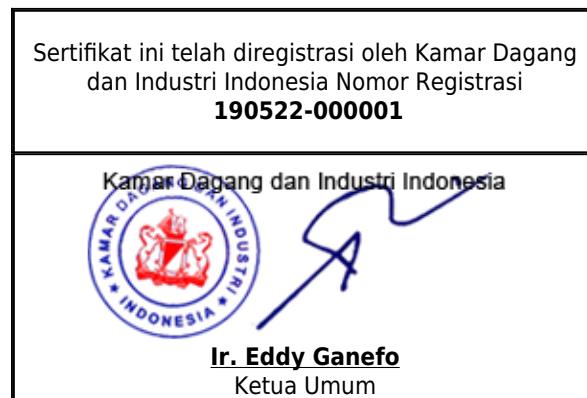 Sertifikat ini telah diregistrasi oleh Kamar Dagang
dan Industri Indonesia Nomor Registrasi
190522-000001
Kamar Dagang dan Industri Indonesia
KAMAR DAGANG DAN INDUSTRI
INDONESIA
Ir. Eddy Ganefo
Ketua Umum